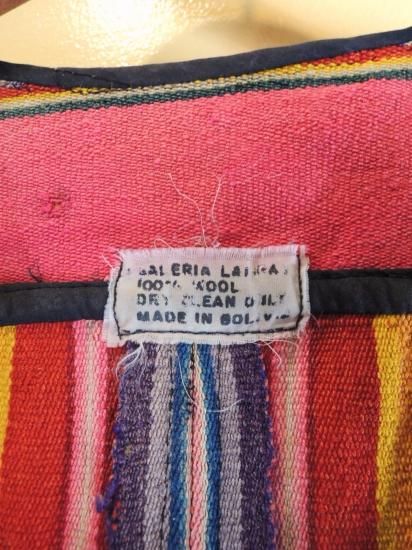 GALERIA LATINA
100% WOOL
DRY CLEAN ONLY
MADE IN BOLIVIA